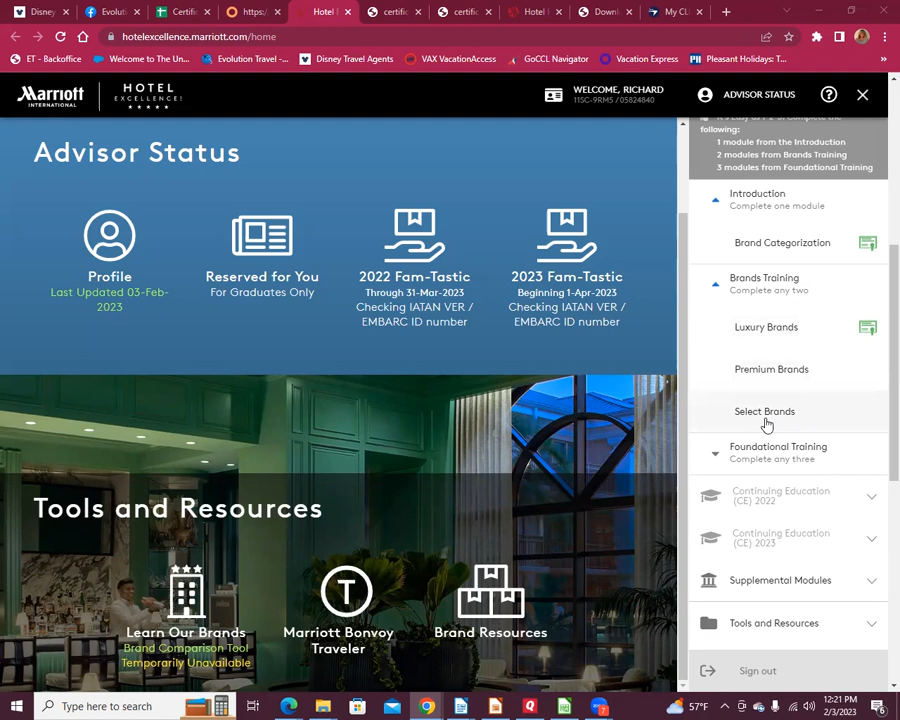 Disney
Evoluti
Certific
https:/
Hotel
certific
certific
Hotel E
Downl
My CL
hotelexcellence.marriott.com/home
ET - Backoffice
Welcome to The Un...
Evolution Travel -...
Disney Travel Agents
VAX VacationAccess
GoCCL Navigator
Vacation Express
Pleasant Holidays: T...
Marriott
INTERNATIONAL
HOTEL
EXCELLENCE!
WELCOME, RICHARD
11SC-9RM5 / 05824840
ADVISOR STATUS
Advisor Status
Profile
Last Updated 03-Feb-
2023
Reserved for You
For Graduates Only
2022 Fam-Tastic
Through 31-Mar-2023
Checking IATAN VER /
EMBARC ID number
2023 Fam-Tastic
Beginning 1-Apr-2023
Checking IATAN VER /
EMBARC ID number
Tools and Resources
Learn Our Brands
Brand Comparison Tool
Temporarily Unavailable
T
Marriott Bonvoy
Traveler
Brand Resources
following:
1 module from the Introduction
2 modules from Brands Training
3 modules from Foundational Training
Introduction
Complete one module
Brand Categorization
Brands Training
Complete any two
Luxury Brands
Premium Brands
Select Brands
Foundational Training
Complete any three
Continuing Education
(CE) 2022
Continuing Education
(CE) 2023
Supplemental Modules
Tools and Resources
Sign out
Type here to search
57°F
12:21 PM
2/3/2023